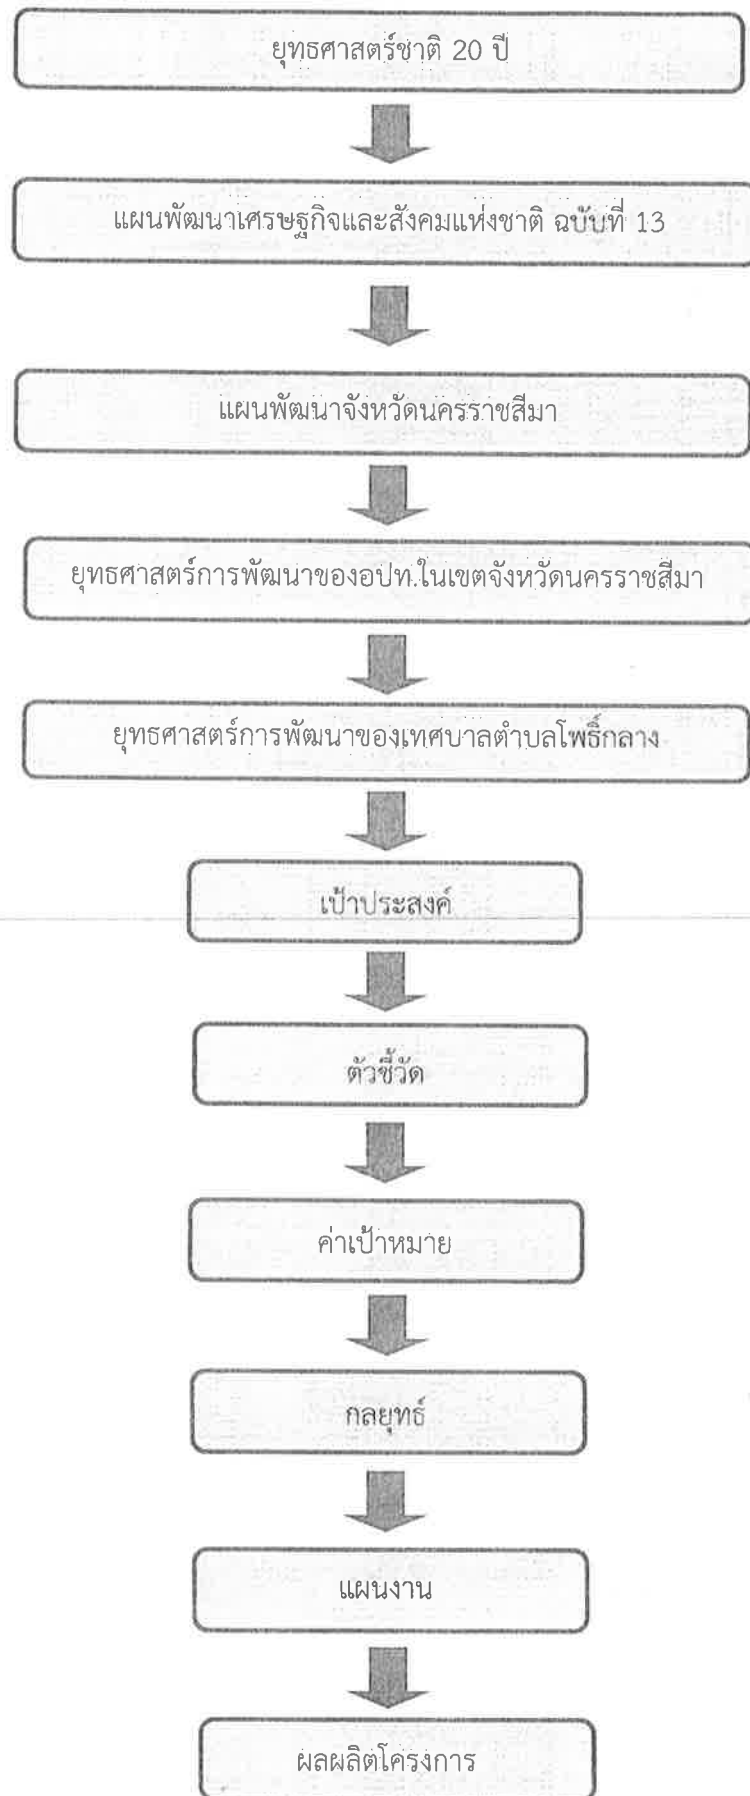 ยุทธศาสตร์ชาติ 20 ปี
แผนพัฒนาเศรษฐกิจและสังคมแห่งชาติ ฉบับที่ 13
แผนพัฒนาจังหวัดนครราชสีมา
ยุทธศาสตร์การพัฒนาของอปท.ในเขตจังหวัดนครราชสีมา
ยุทธศาสตร์การพัฒนาของเทศบาลตำบลโพธิ์กลาง
เป้าประสงค์
ตัวชี้วัด
ค่าเป้าหมาย
กลยุทธ์
แผนงาน
ผลผลิตโครงการ